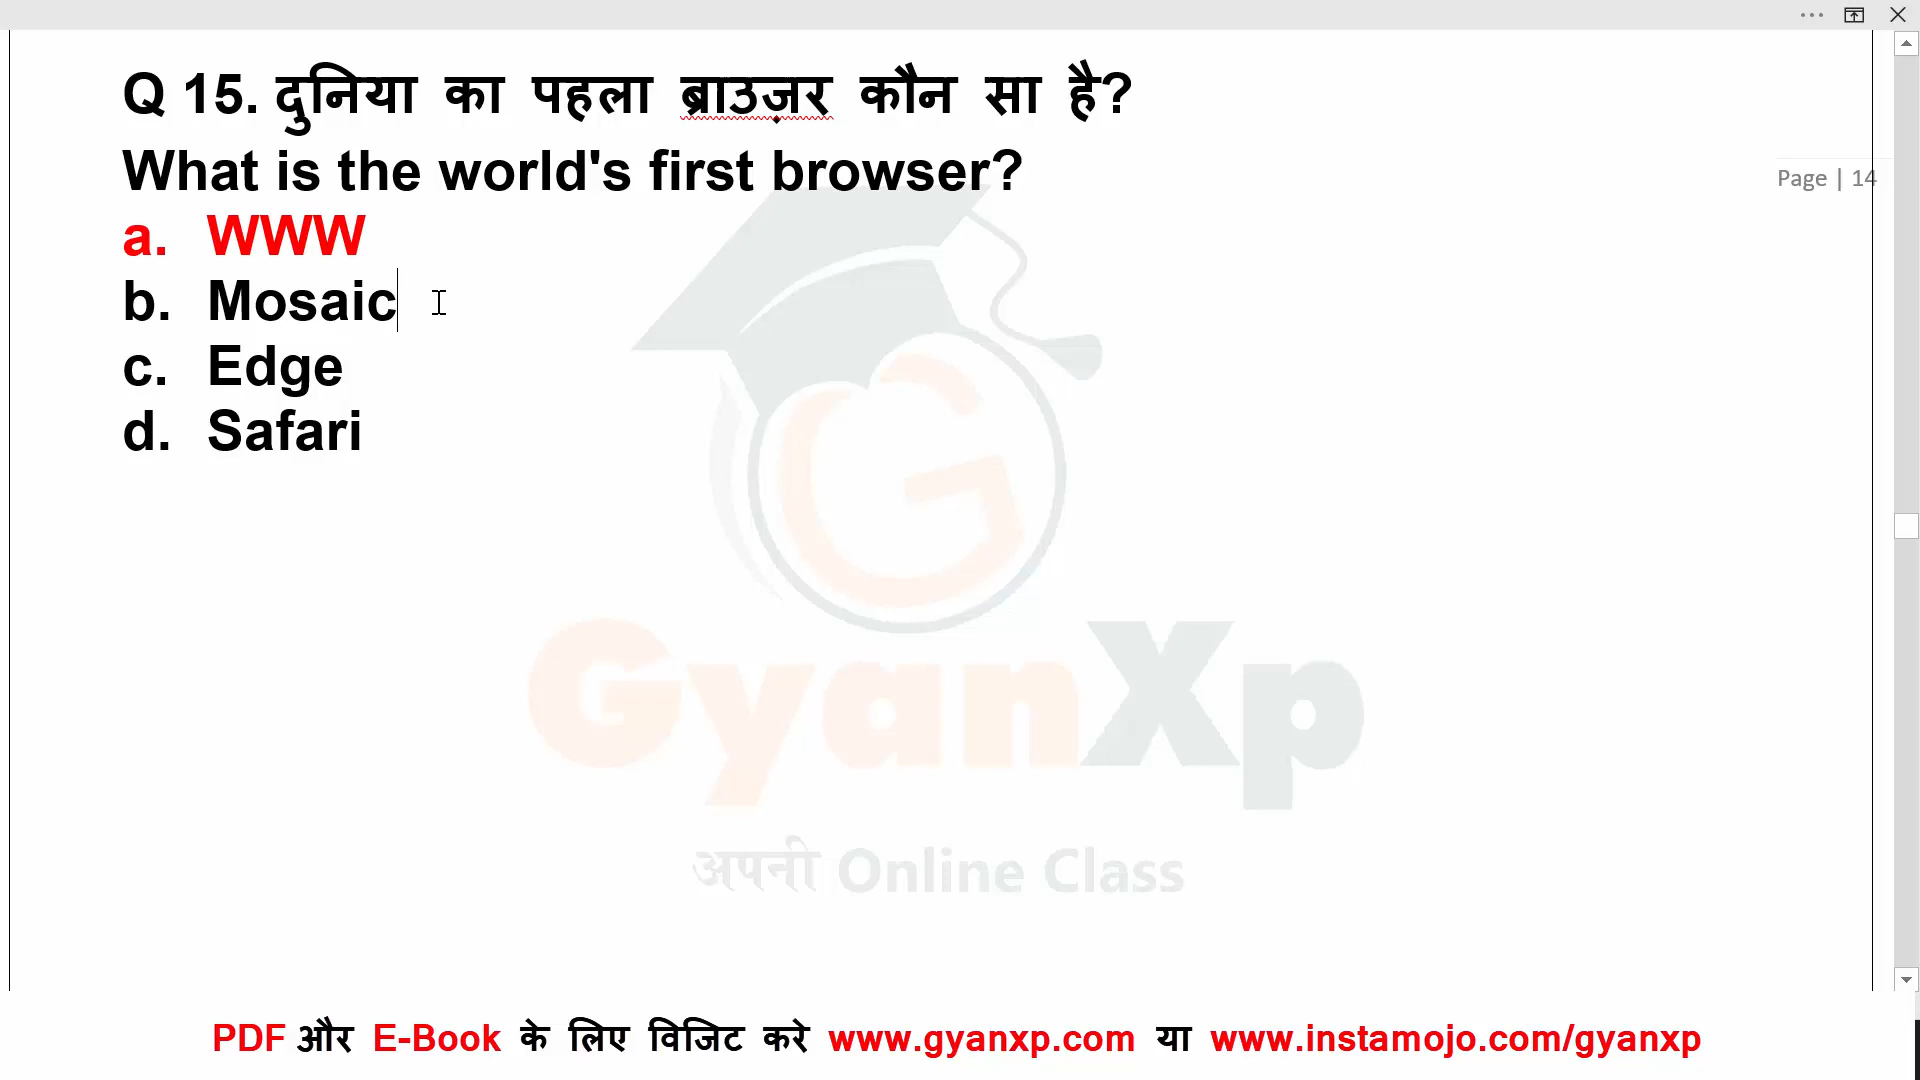 Q 15. दुनिया का पहला ब्राउज़र कौन सा है?
What is the world's first browser?
Page | 14
a. WWW
b. Mosaic
c. Edge
d. Safari
GyanXp
अपनी Online Class
PDF और E-Book के लिए विजिट करे www.gyanxp.com या www.instamojo.com/gyanxp